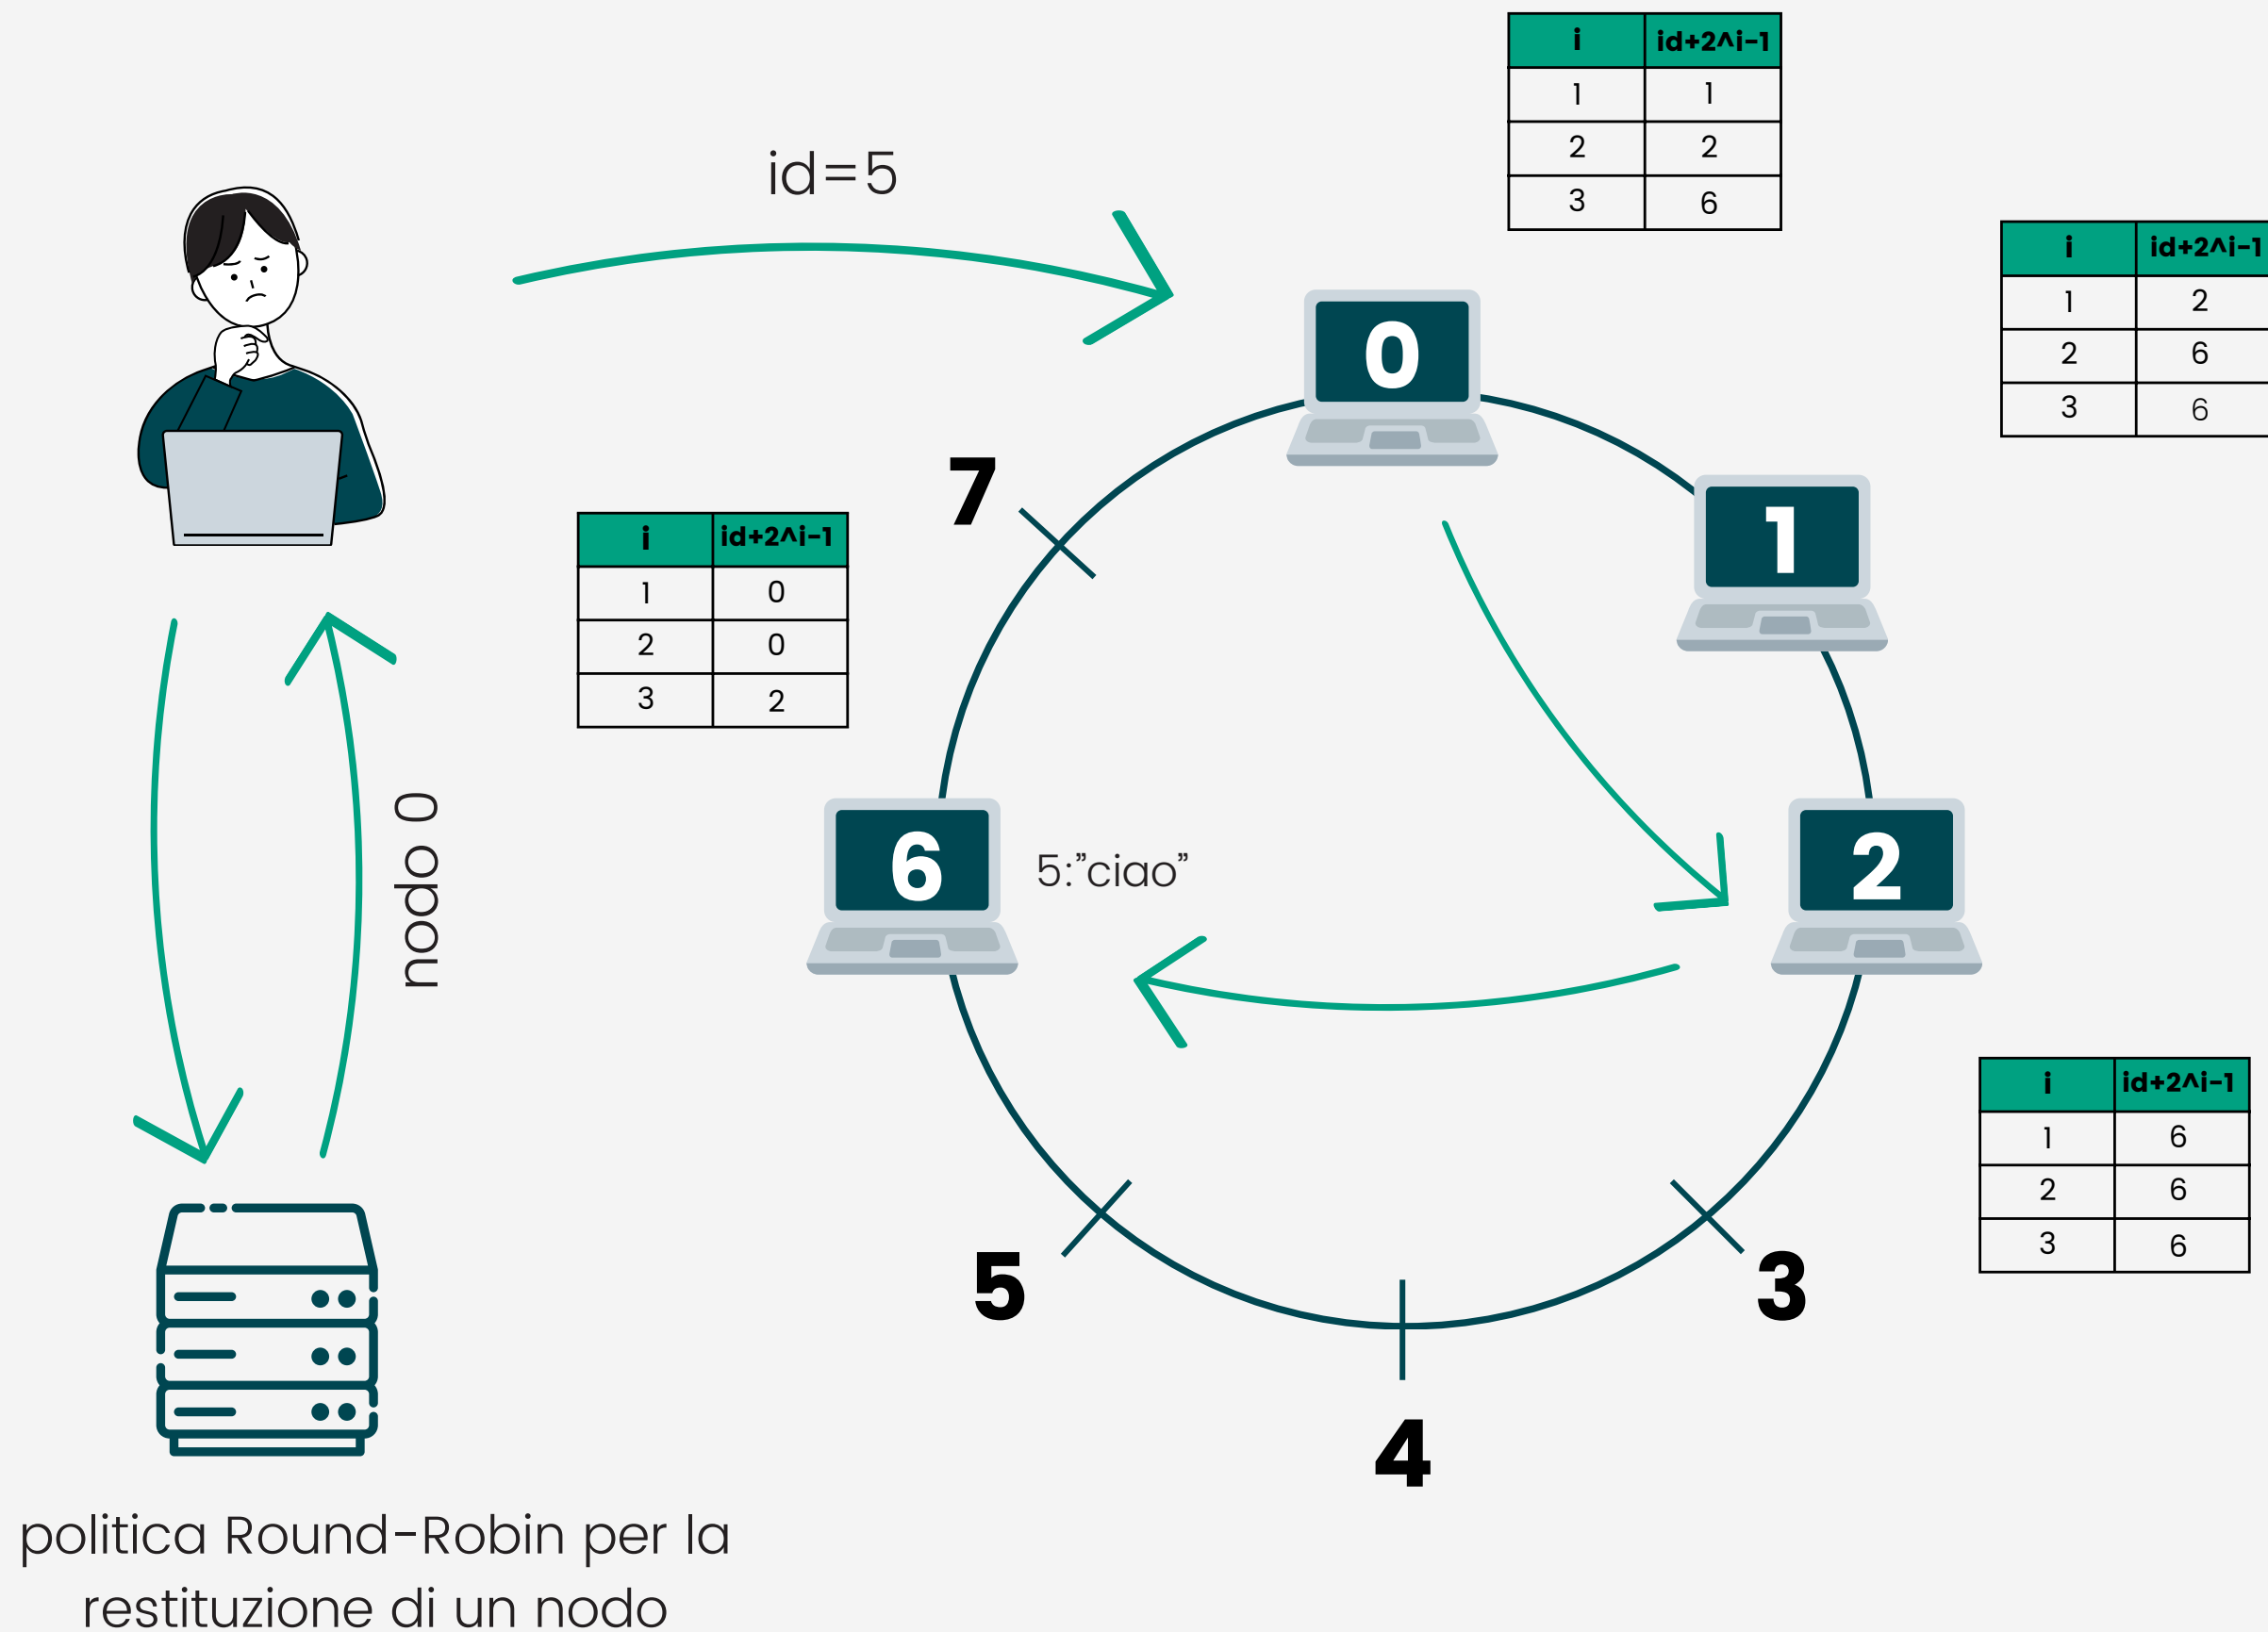 i id+2^i-1
1 1
2 2
3 6
id=5
i id+2^i-1
1 2
2 6
3 6
0
7
1
i id+2^i-1
1 0
2 0
3 2
nodo 0
6
5:”ciao”
2
i id+2^i-1
1 6
2 6
3 6
5
3
4
politica Round-Robin per la
restituzione di un nodo